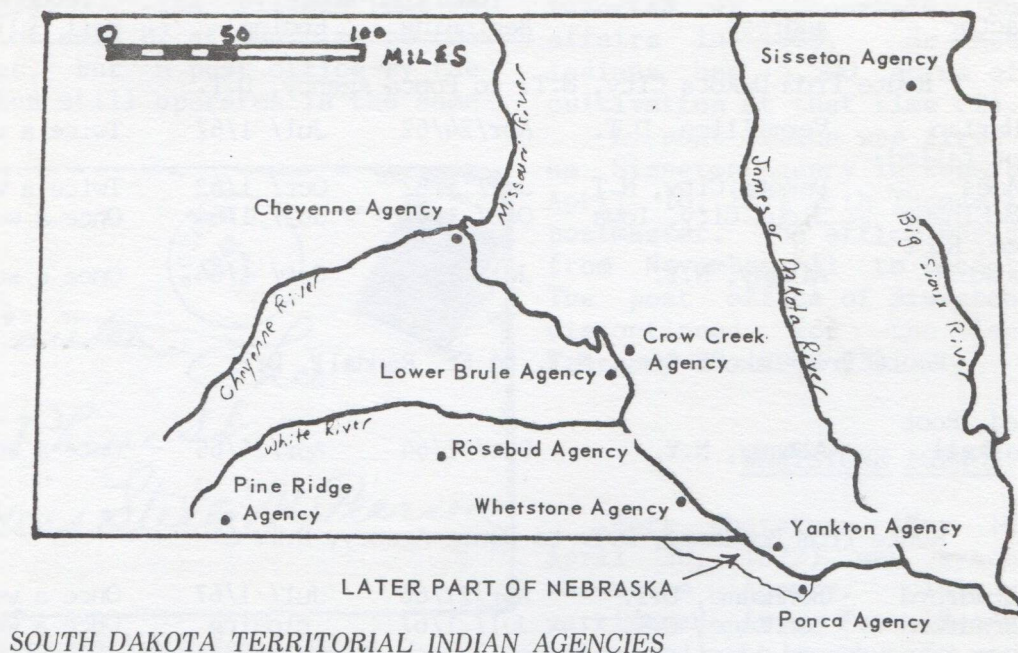 0 50 100
MILES
Sisseton Agency
Missouri River
Cheyenne Agency
James or Dakota River
Big Sioux River
Cheyenne River
Crow Creek
Agency
Lower Brule Agency
White River
Rosebud Agency
Pine Ridge
Agency
Whetstone Agency
Yankton Agency
LATER PART OF NEBRASKA
Ponca Agency
SOUTH DAKOTA TERRITORIAL INDIAN AGENCIES